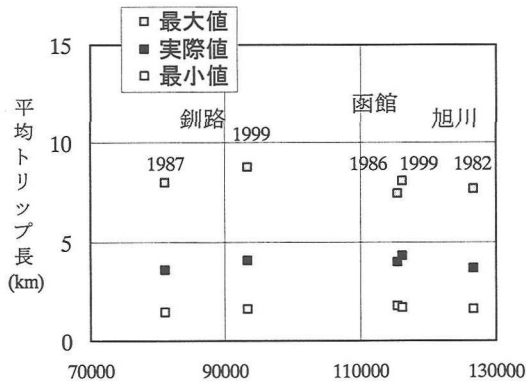 □ 最大値
■ 実際値
□ 最小値
15
10
5
0
平均トリップ長
(km)
釧路
函館
旭川
1987
1999
1986
1999
1982
70000
90000
110000
130000